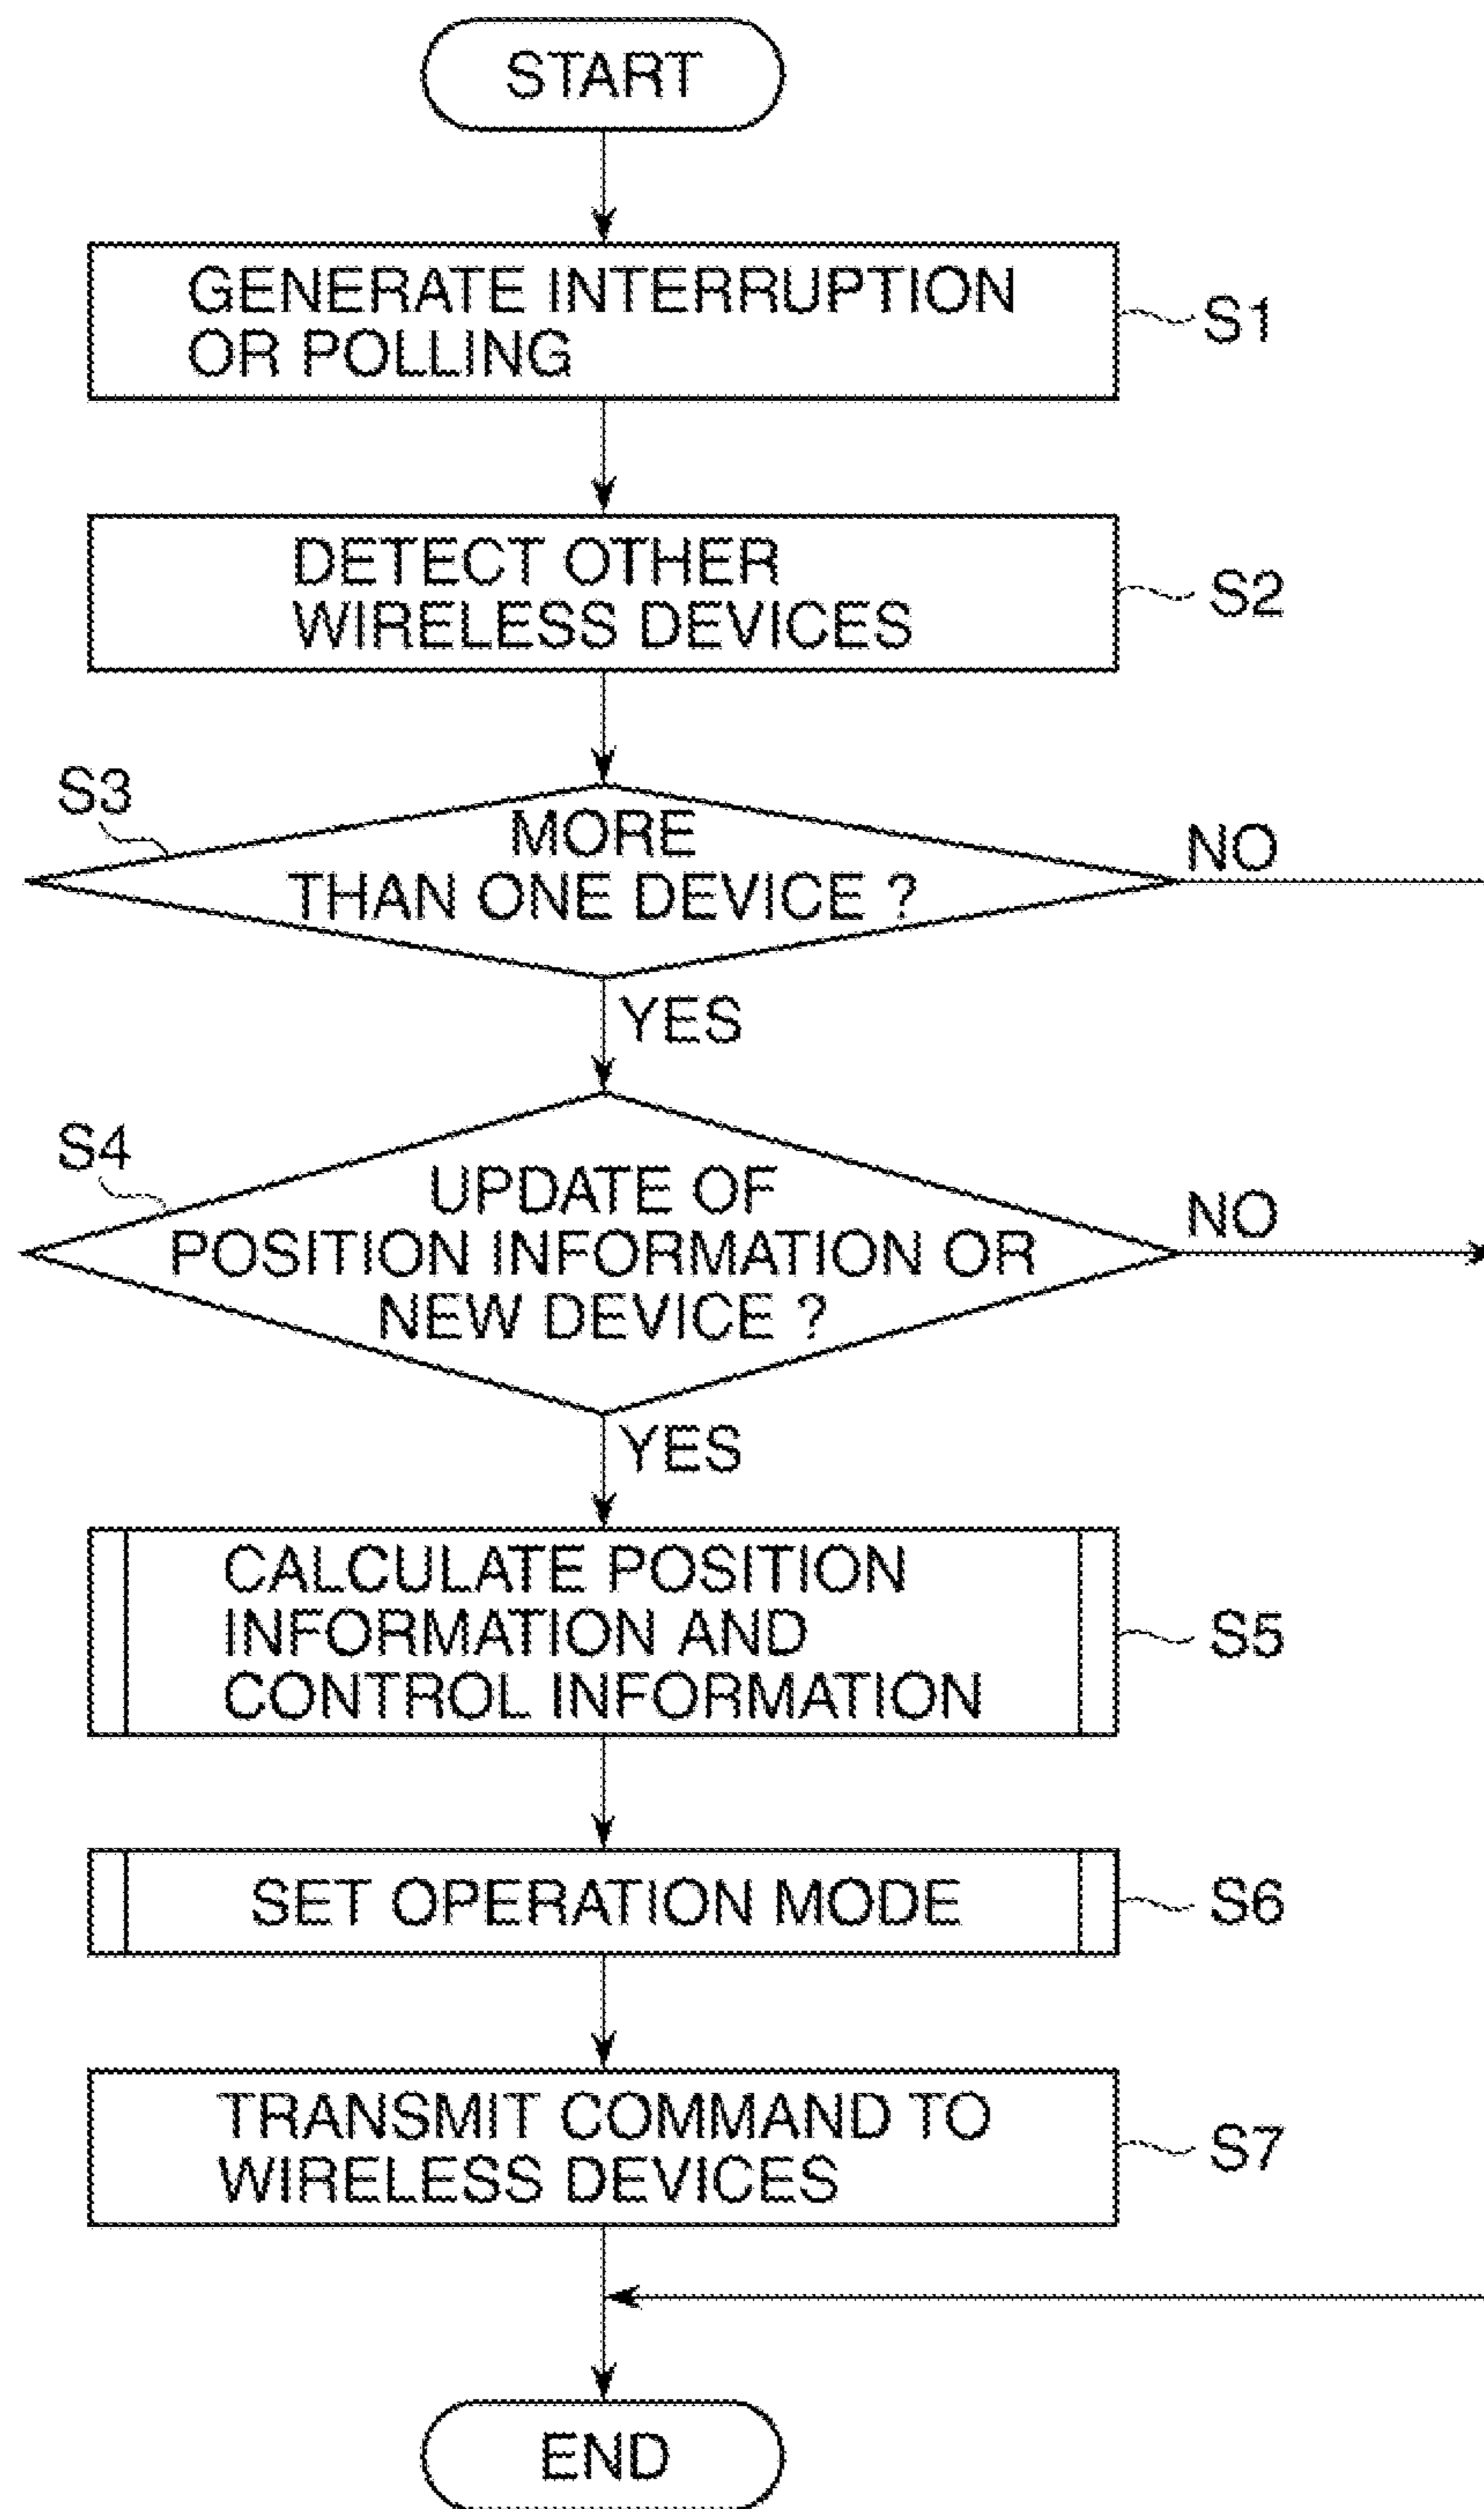 START
GENERATE INTERRUPTION
OR POLLING
S1
DETECT OTHER
WIRELESS DEVICES
S2
S3
MORE
THAN ONE DEVICE ?
NO
YES
S4
UPDATE OF
POSITION INFORMATION OR
NEW DEVICE ?
NO
YES
CALCULATE POSITION
INFORMATION AND
CONTROL INFORMATION
S5
SET OPERATION MODE
S6
TRANSMIT COMMAND TO
WIRELESS DEVICES
S7
END